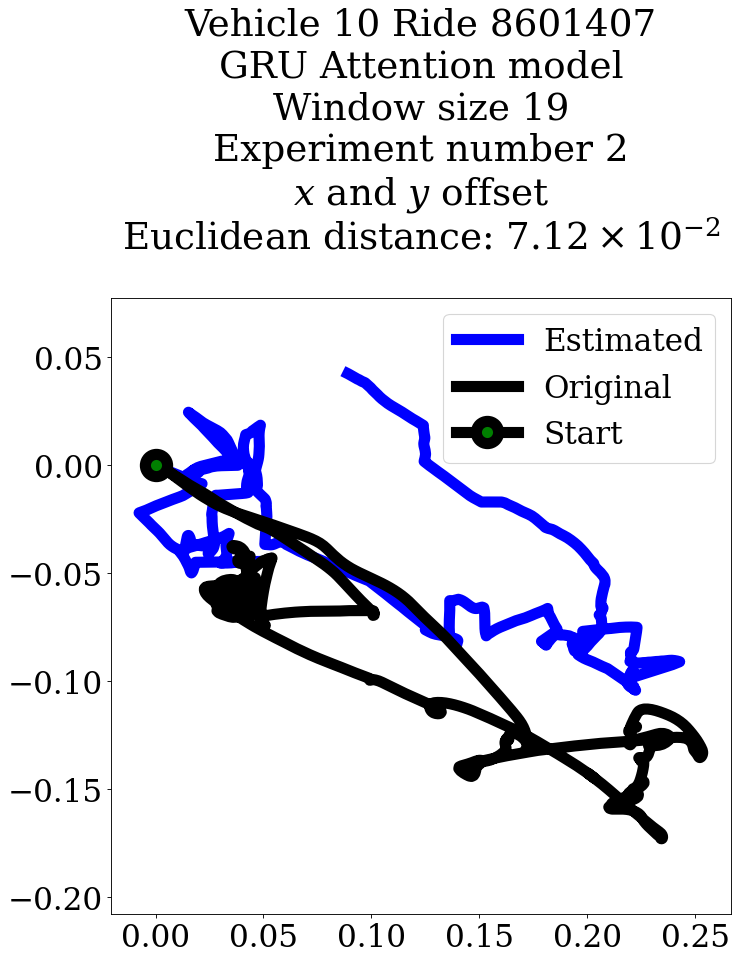 Vehicle 10 Ride 8601407
GRU Attention model
Window size 19
Experiment number 2
x and y offset
Euclidean distance: 7.12 × 10⁻²
Estimated
Original
Start
0.05
0.00
−0.05
−0.10
−0.15
−0.20
0.00 0.05 0.10 0.15 0.20 0.25